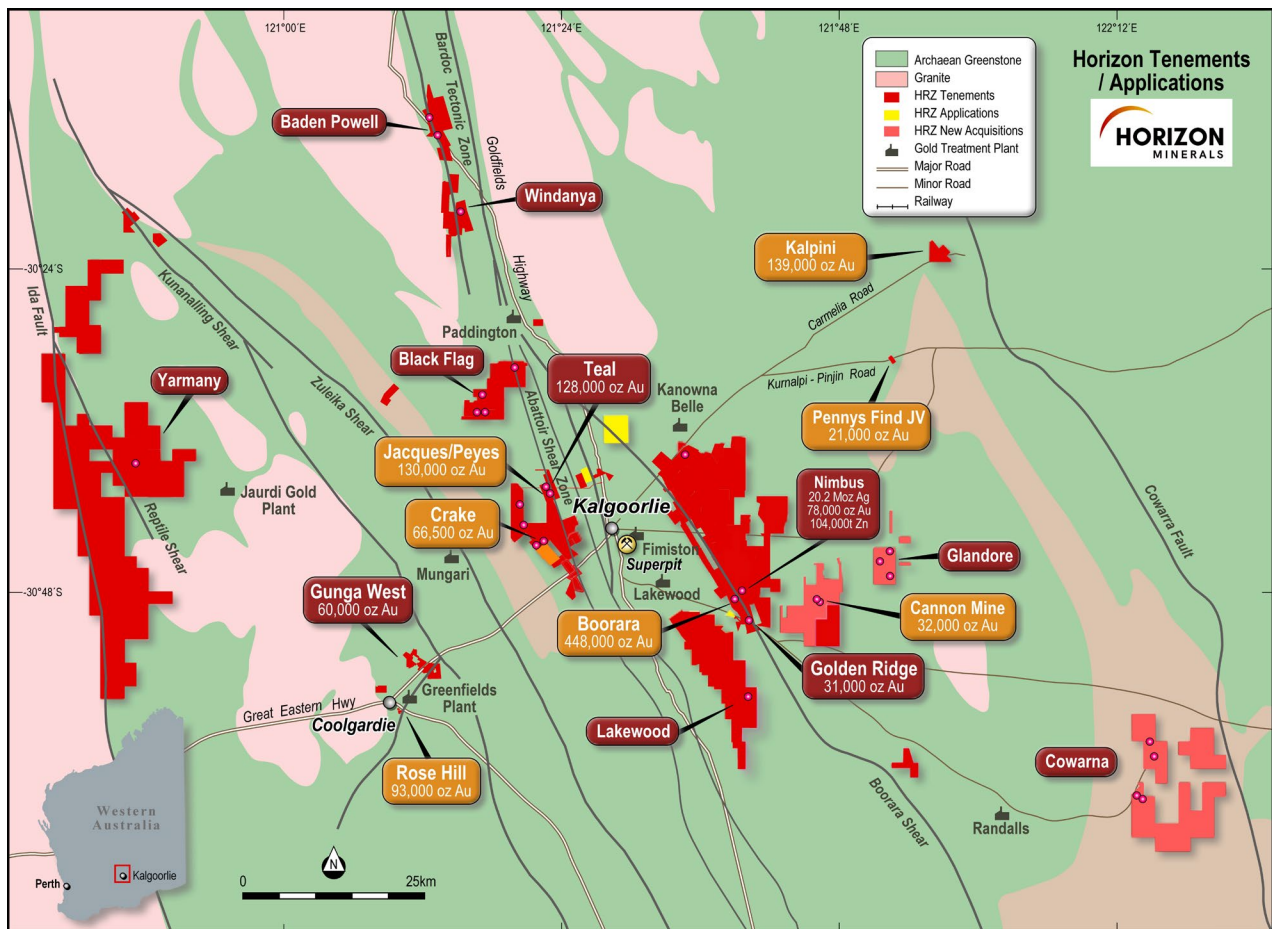 121°00´E
121°24´E
121°48´E
122°12´E
Horizon Tenements
/ Applications
HORIZON
MINERALS
Archaean Greenstone
Granite
HRZ Tenements
HRZ Applications
HRZ New Acquisitions
Gold Treatment Plant
Major Road
Minor Road
Railway
Bardoc Tectonic Zone
Goldfields
Highway
Baden Powell
Windanya
Kalpini
139,000 oz Au
-30°24´S
Ida Fault
Kunanalling Shear
Carmelia Road
Paddington
Zuleika Shear
Black Flag
Teal
128,000 oz Au
Kurnalpi - Pinjin Road
Yarmany
Kanowna
Belle
Abattoir Shear Zone
Pennys Find JV
21,000 oz Au
Jacques/Peyes
130,000 oz Au
Nimbus
20.2 Moz Ag
78,000 oz Au
104,000t Zn
Jaurdi Gold
Plant
Reptile Shear
Crake
66,500 oz Au
Kalgoorlie
Fimiston
Superpit
Cowarra Fault
Glandore
Mungari
Lakewood
-30°48´S
Gunga West
60,000 oz Au
Cannon Mine
32,000 oz Au
Boorara
448,000 oz Au
Golden Ridge
31,000 oz Au
Greenfields
Plant
Great Eastern Hwy
Coolgardie
Lakewood
Rose Hill
93,000 oz Au
Cowarna
Boorara Shear
Randalls
Western
Australia
Perth
Kalgoorlie
N
0
25km